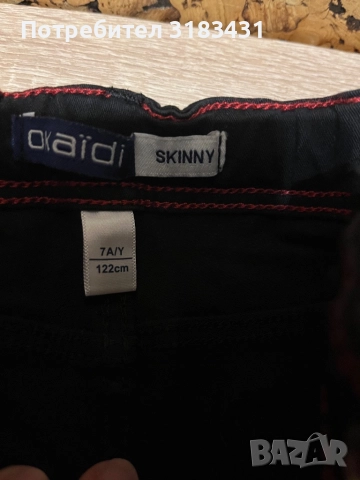 Потребител 3183431
okaïdi
SKINNY
7A/Y
122cm
BAZAR